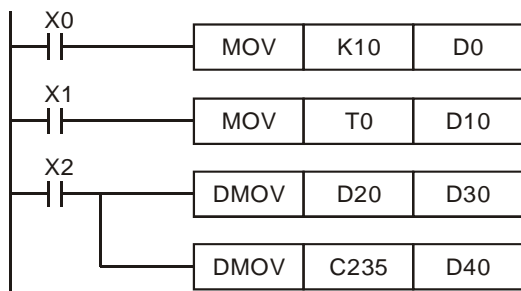 X0
MOV K10 D0
X1
MOV T0 D10
X2
DMOV D20 D30
DMOV C235 D40